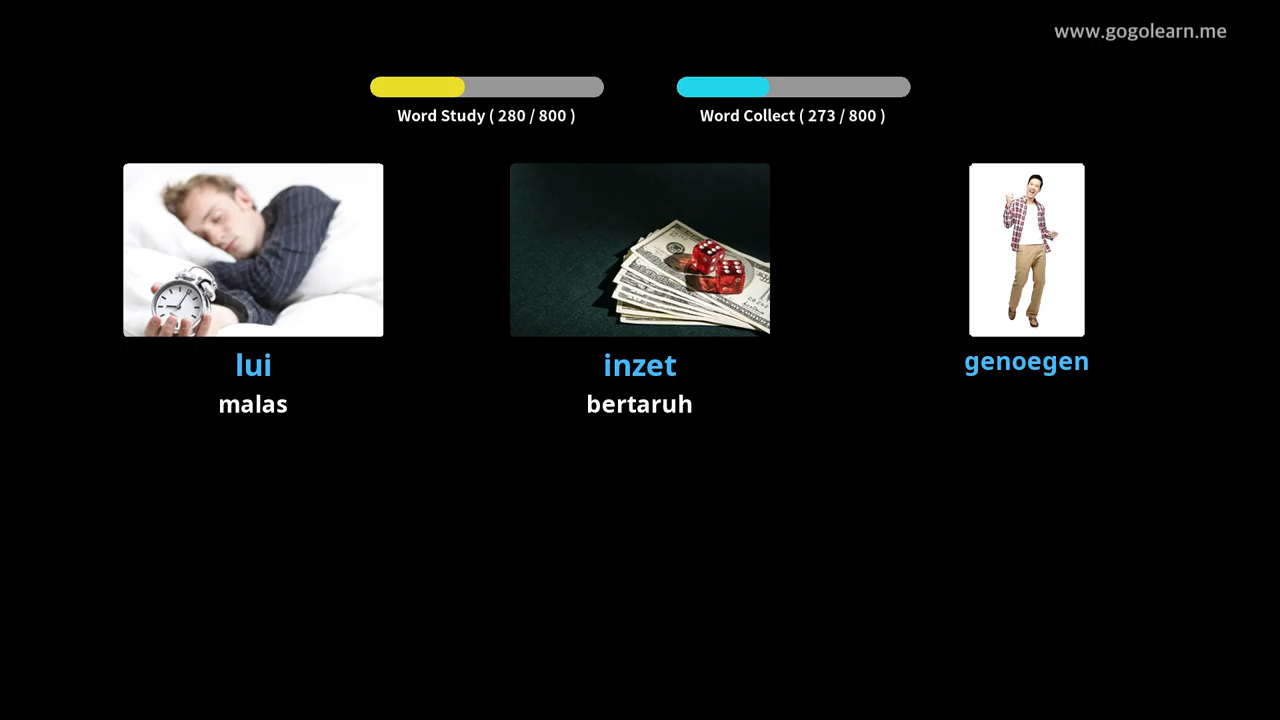 www.gogolearn.me
Word Study ( 280 / 800 )
Word Collect ( 273 / 800 )
lui
malas
inzet
bertaruh
genoegen